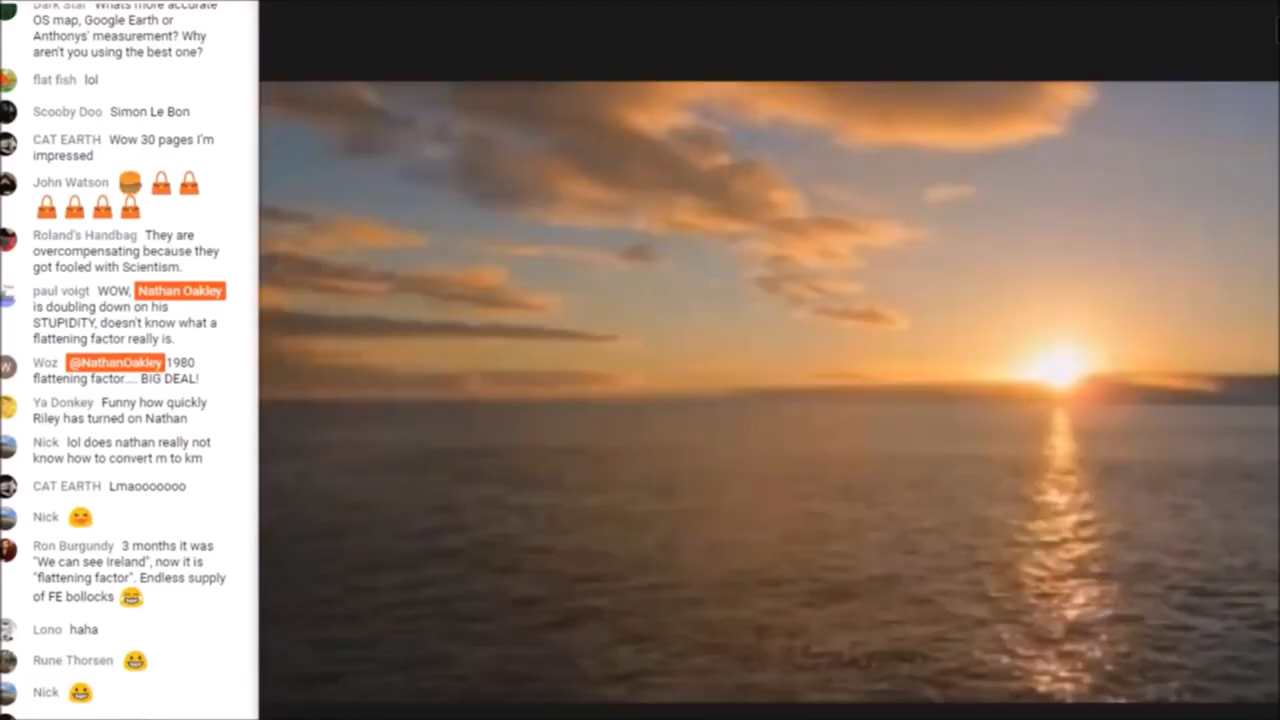 Dark Star Whats more accurate
OS map, Google Earth or
Anthonys' measurement? Why
aren't you using the best one?
flat fish lol
Scooby Doo Simon Le Bon
CAT EARTH Wow 30 pages I'm
impressed
John Watson
Roland's Handbag They are
overcompensating because they
got fooled with Scientism.
paul voigt WOW, Nathan Oakley
is doubling down on his
STUPIDITY, doesn't know what a
flattening factor really is.
W
Woz @NathanOakley 1980
flattening factor.... BIG DEAL!
Ya Donkey Funny how quickly
Riley has turned on Nathan
Nick lol does nathan really not
know how to convert m to km
CAT EARTH Lmaooooooo
Nick
Ron Burgundy 3 months it was
"We can see Ireland", now it is
"flattening factor". Endless supply
of FE bollocks
Lono haha
Rune Thorsen
Nick